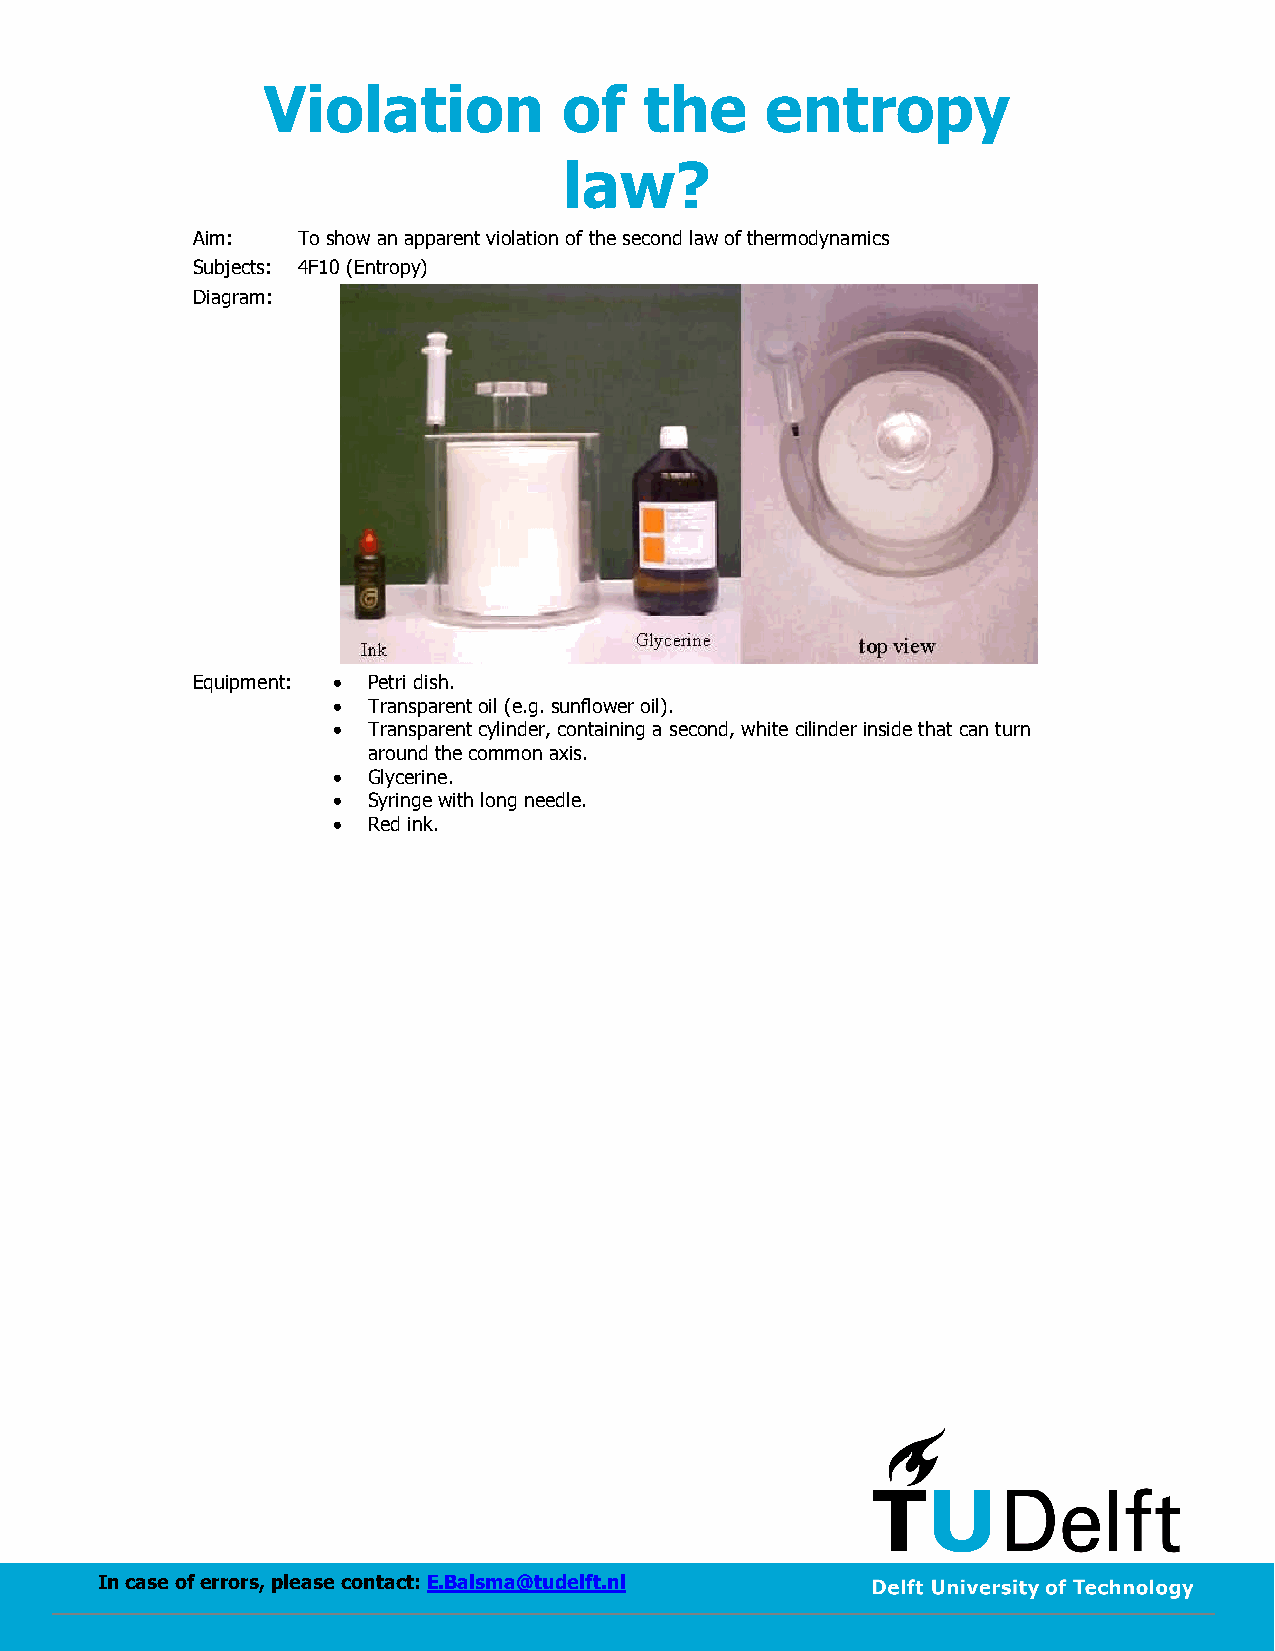 Violation of the entropy
law?
Aim: To show an apparent violation of the second law of thermodynamics
Subjects: 4F10 (Entropy)
Diagram:
Ink
Glycerine
top view
Equipment: • Petri dish.
• Transparent oil (e.g. sunflower oil).
• Transparent cylinder, containing a second, white cilinder inside that can turn
around the common axis.
• Glycerine.
• Syringe with long needle.
• Red ink.
TUDelft
In case of errors, please contact: E.Balsma@tudelft.nl
Delft University of Technology